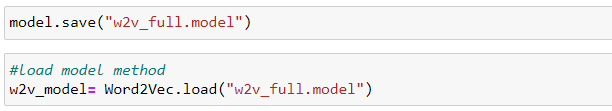 model.save("w2v_full.model")
#load model method
w2v_model= Word2Vec.load("w2v_full.model")